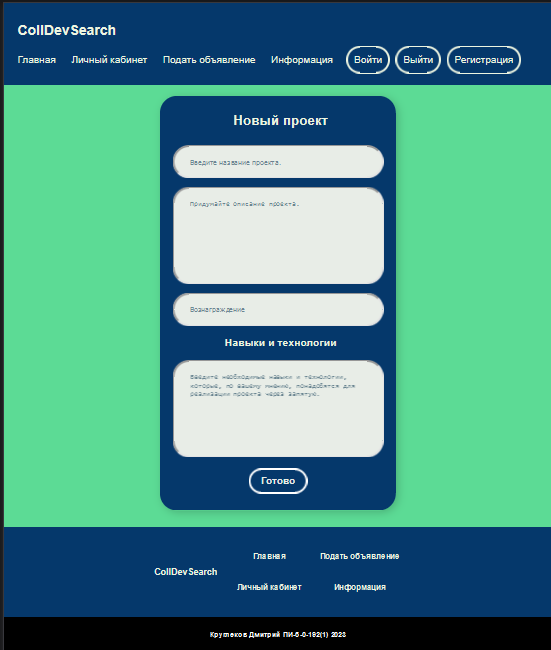 CollDevSearch
Главная Личный кабинет Подать объявление Информация Войти Выйти Регистрация
Новый проект
Введите название проекта.
Придумайте описание проекта.
Вознаграждение
Навыки и технологии
Введите необходимые навыки и технологии,
которые, по вашему мнению, понадобятся для
реализации проекта через запятую.
Готово
Главная Подать объявление
CollDevSearch
Личный кабинет Информация
Круглеков Дмитрий ПИ-б-0-192(1) 2023